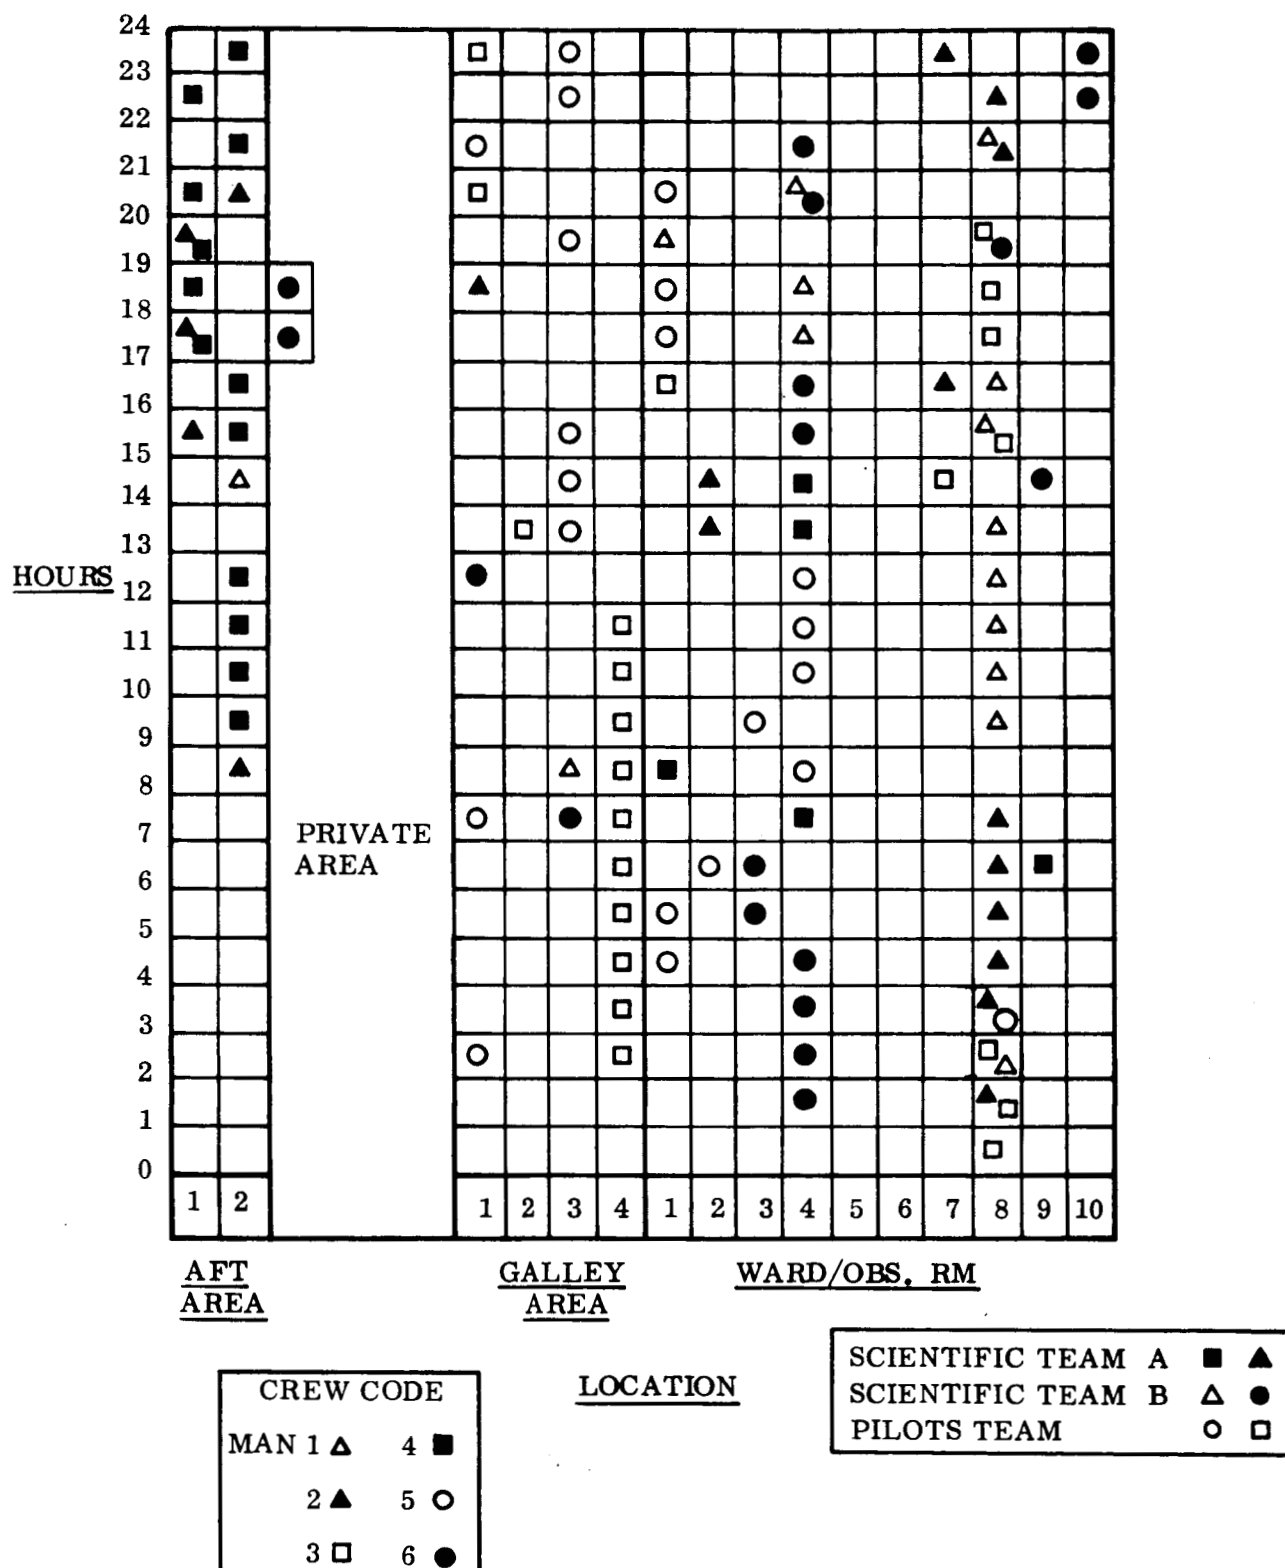 24
23
22
21
20
19
18
17
16
15
14
13
HOURS 12
11
10
9
8
7
PRIVATE
AREA
6
5
4
3
2
1
0
1 2 1 2 3 4 1 2 3 4 5 6 7 8 9 10
AFT
AREA
GALLEY
AREA
WARD/OBS. RM
LOCATION
CREW CODE
MAN 1 △ 4 ■
2 ▲ 5 ○
3 □ 6 ●
SCIENTIFIC TEAM A ■ ▲
SCIENTIFIC TEAM B △ ●
PILOTS TEAM ○ □